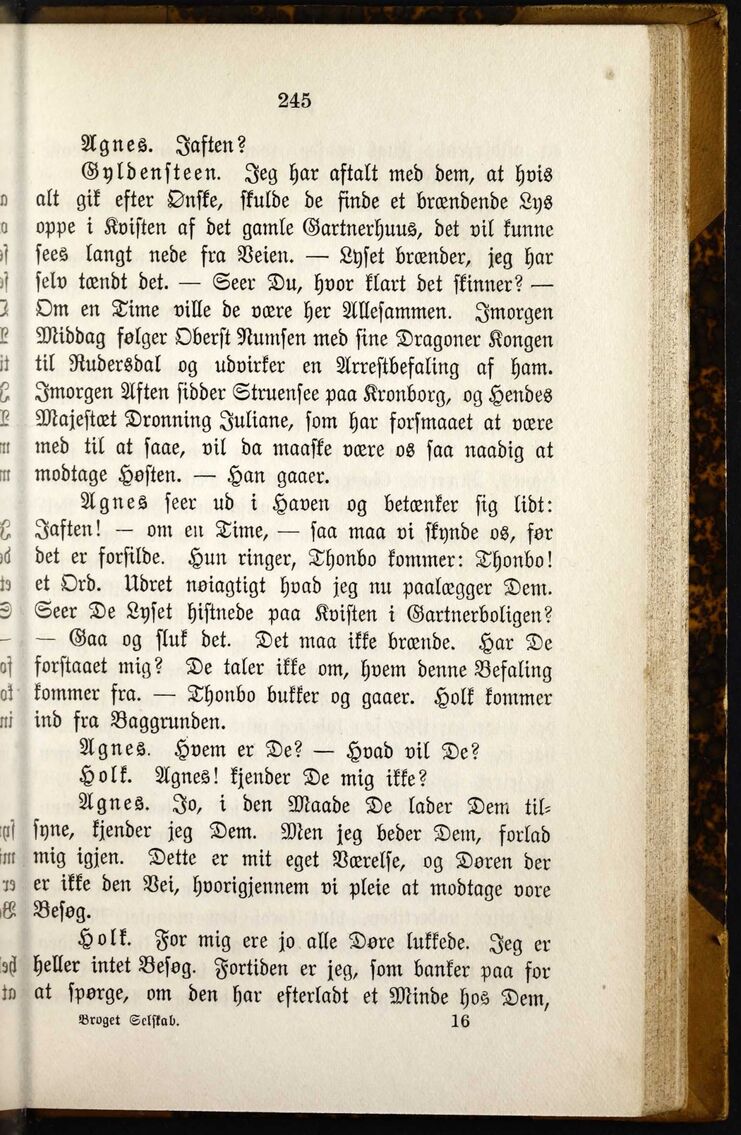 245
Agnes. Jaften?
Gyldensteen. Jeg har aftalt med dem, at hvis
alt gik efter Ønske, skulde de finde et brændende Lys
oppe i Kvisten af det gamle Gartnerhuus, det vil kunne
sees langt nede fra Veien. — Lyset brænder, jeg har
selv tændt det. — Seer Du, hvor klart det skinner? —
Om en Time ville de være her Allesammen. Imorgen
Middag følger Oberst Numsen med sine Dragoner Kongen
til Rudersdal og udvirker en Arrestbefaling af ham.
Imorgen Aften sidder Struensee paa Kronborg, og Hendes
Majestæt Dronning Juliane, som har forsmaaet at være
med til at saae, vil da maaske være os saa naadig at
modtage Høsten. — Han gaaer.
Agnes seer ud i Haven og betænker sig lidt:
Jaften! — om en Time, — saa maa vi skynde os, før
det er forsilde. Hun ringer, Thonbo kommer: Thonbo!
et Ord. Udret nøiagtigt hvad jeg nu paalægger Dem.
Seer De Lyset histnede paa Kvisten i Gartnerboligen?
— Gaa og sluk det. Det maa ikke brænde. Har De
forstaaet mig? De taler ikke om, hvem denne Befaling
kommer fra. — Thonbo bukker og gaaer. Holk kommer
ind fra Baggrunden.
Agnes. Hvem er De? — Hvad vil De?
Holk. Agnes! kjender De mig ikke?
Agnes. Jo, i den Maade De lader Dem til-
syne, kjender jeg Dem. Men jeg beder Dem, forlad
mig igjen. Dette er mit eget Værelse, og Døren der
er ikke den Vei, hvorigjennem vi pleie at modtage vore
Besøg.
Holk. For mig ere jo alle Døre lukkede. Jeg er
heller intet Besøg. Fortiden er jeg, som banker paa for
at spørge, om den har efterladt et Minde hos Dem,
Broget Selskab. 16